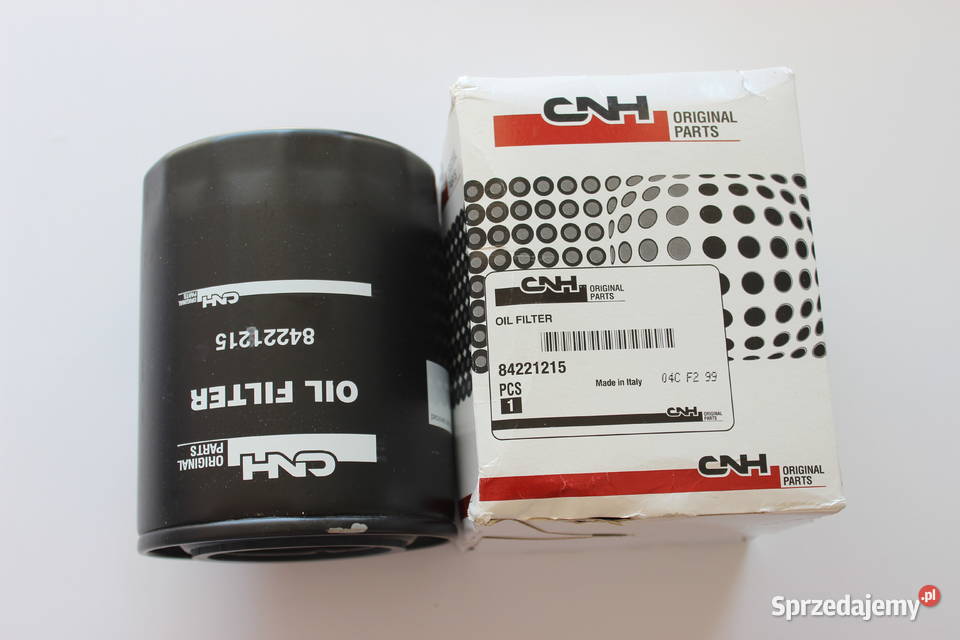 CNH
ORIGINAL
PARTS
84221215
OIL FILTER
CNH
ORIGINAL
PARTS
CNH
ORIGINAL
PARTS
CNH
ORIGINAL
PARTS
OIL FILTER
84221215
PCS
1
Made in Italy
04C F2 99
CNH
ORIGINAL
PARTS
CNH
ORIGINAL
PARTS
Sprzedajemy.pl